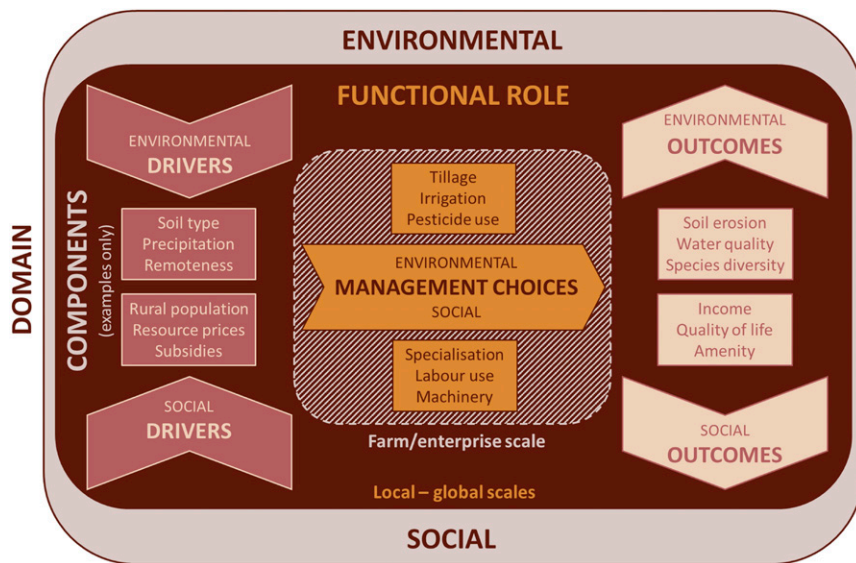 ENVIRONMENTAL
DOMAIN
FUNCTIONAL ROLE
COMPONENTS
(examples only)
ENVIRONMENTAL
DRIVERS
Soil type
Precipitation
Remoteness
Rural population
Resource prices
Subsidies
SOCIAL
DRIVERS
Tillage
Irrigation
Pesticide use
ENVIRONMENTAL
MANAGEMENT CHOICES
SOCIAL
Specialisation
Labour use
Machinery
Farm/enterprise scale
Local – global scales
ENVIRONMENTAL
OUTCOMES
Soil erosion
Water quality
Species diversity
Income
Quality of life
Amenity
SOCIAL
OUTCOMES
SOCIAL